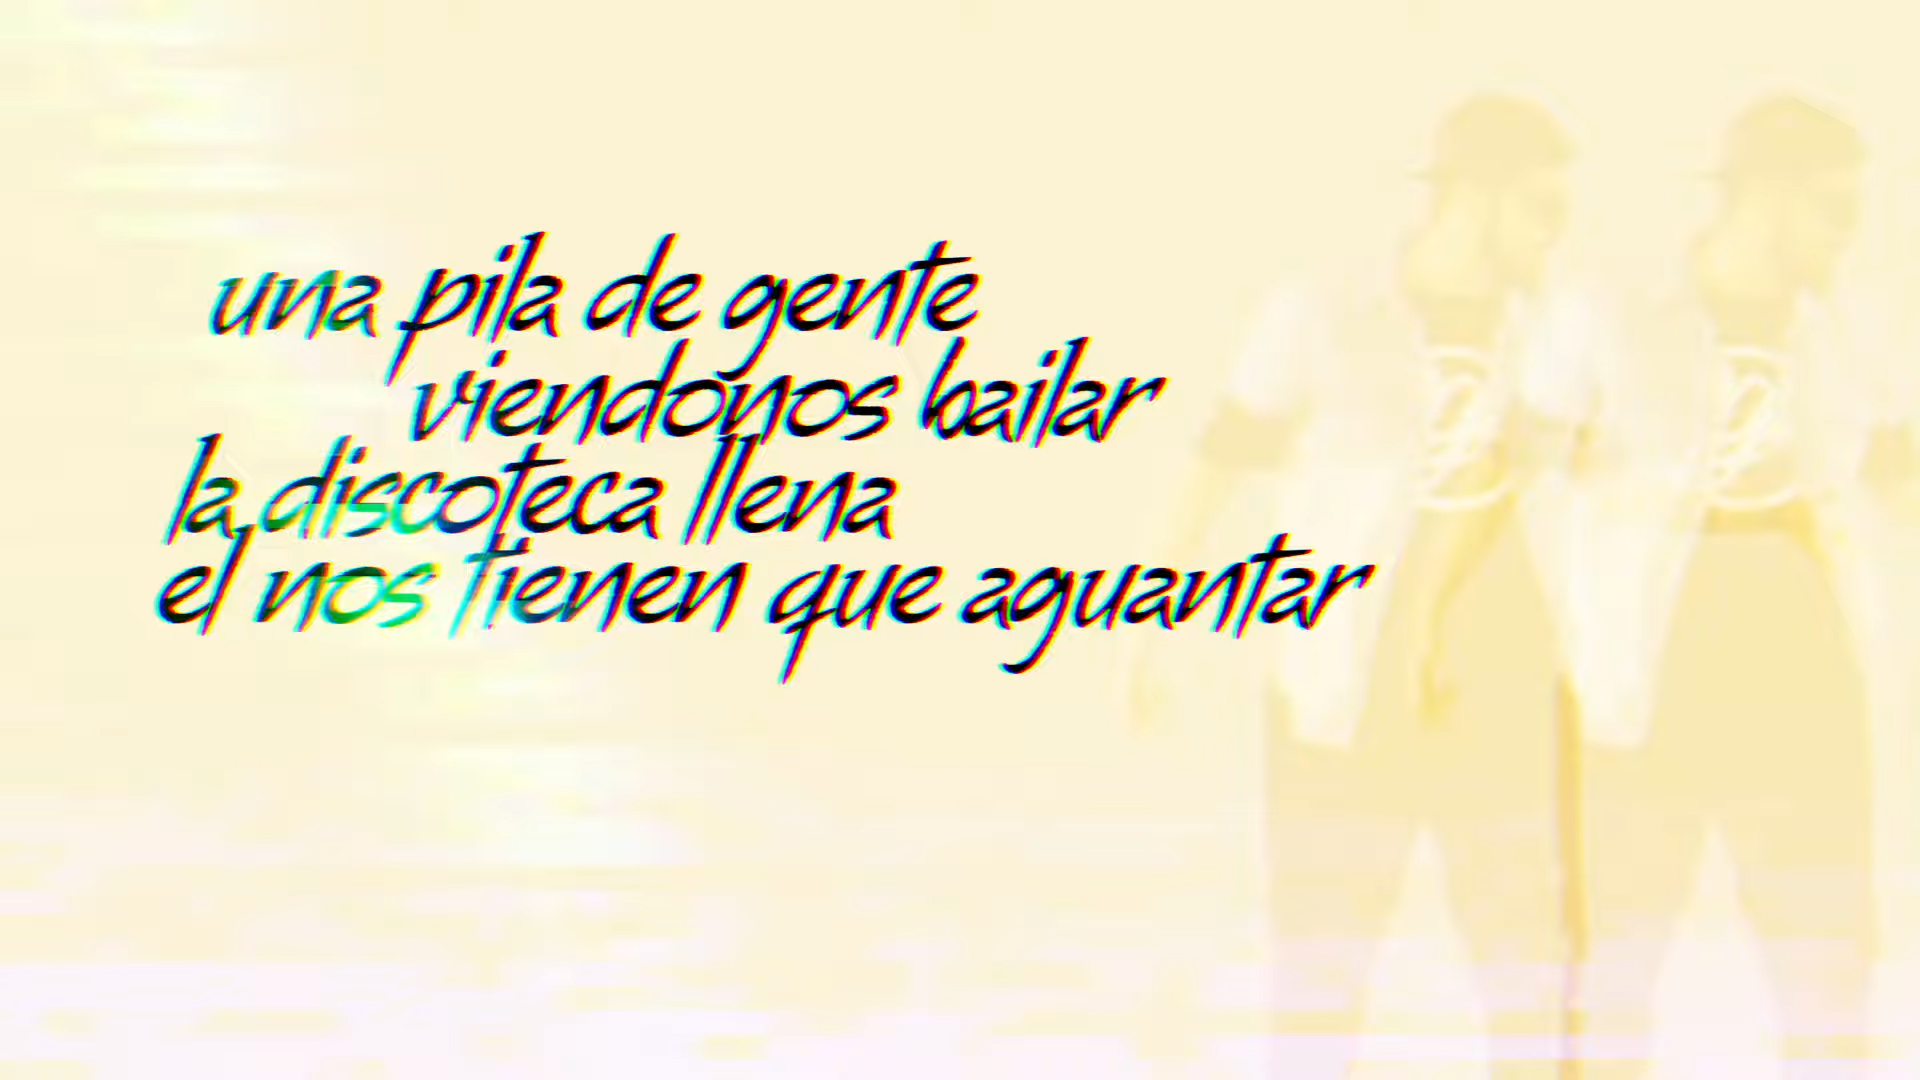 una pila de gente
viendonos bailar
la discoteca llena
el nos tienen que aguantar